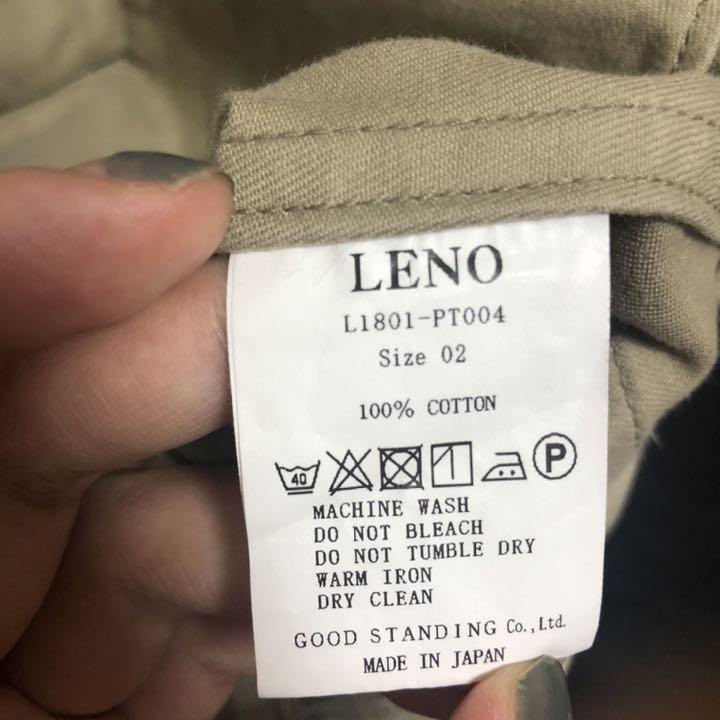 LENO
L1801-PT004
Size 02
100% COTTON
40 P
MACHINE WASH
DO NOT BLEACH
DO NOT TUMBLE DRY
WARM IRON
DRY CLEAN
GOOD STANDING Co.,Ltd.
MADE IN JAPAN